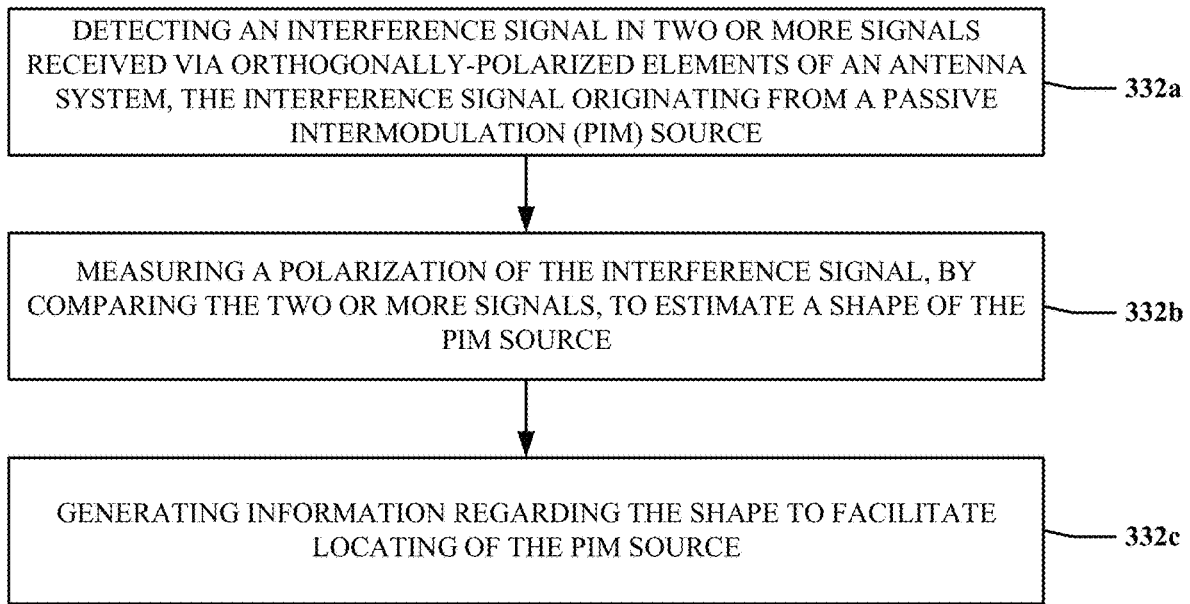 DETECTING AN INTERFERENCE SIGNAL IN TWO OR MORE SIGNALS
RECEIVED VIA ORTHOGONALLY-POLARIZED ELEMENTS OF AN ANTENNA
SYSTEM, THE INTERFERENCE SIGNAL ORIGINATING FROM A PASSIVE
INTERMODULATION (PIM) SOURCE
332a
MEASURING A POLARIZATION OF THE INTERFERENCE SIGNAL, BY
COMPARING THE TWO OR MORE SIGNALS, TO ESTIMATE A SHAPE OF THE
PIM SOURCE
332b
GENERATING INFORMATION REGARDING THE SHAPE TO FACILITATE
LOCATING OF THE PIM SOURCE
332c